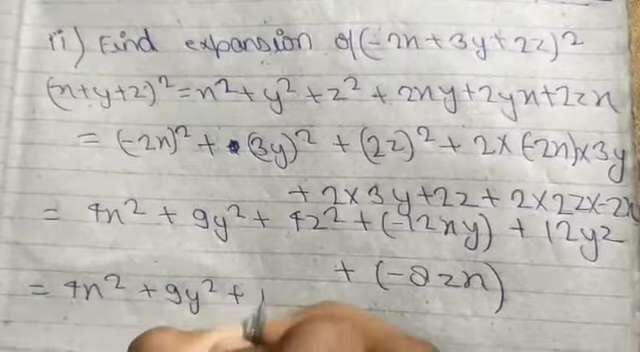 ii) Find expansion of (-2x+3y+2z)²
(x+y+z)² = x² + y² + z² + 2xy+2yx+2zx
= (-2x)² + (3y)² + (2z)² + 2×(-2x)×3y
+ 2×3y+2z + 2×2z×-2x
= 4x² + 9y² + 4z² + (-12xy) + 12yz
+ (-8zx)
= 4x² + 9y² +